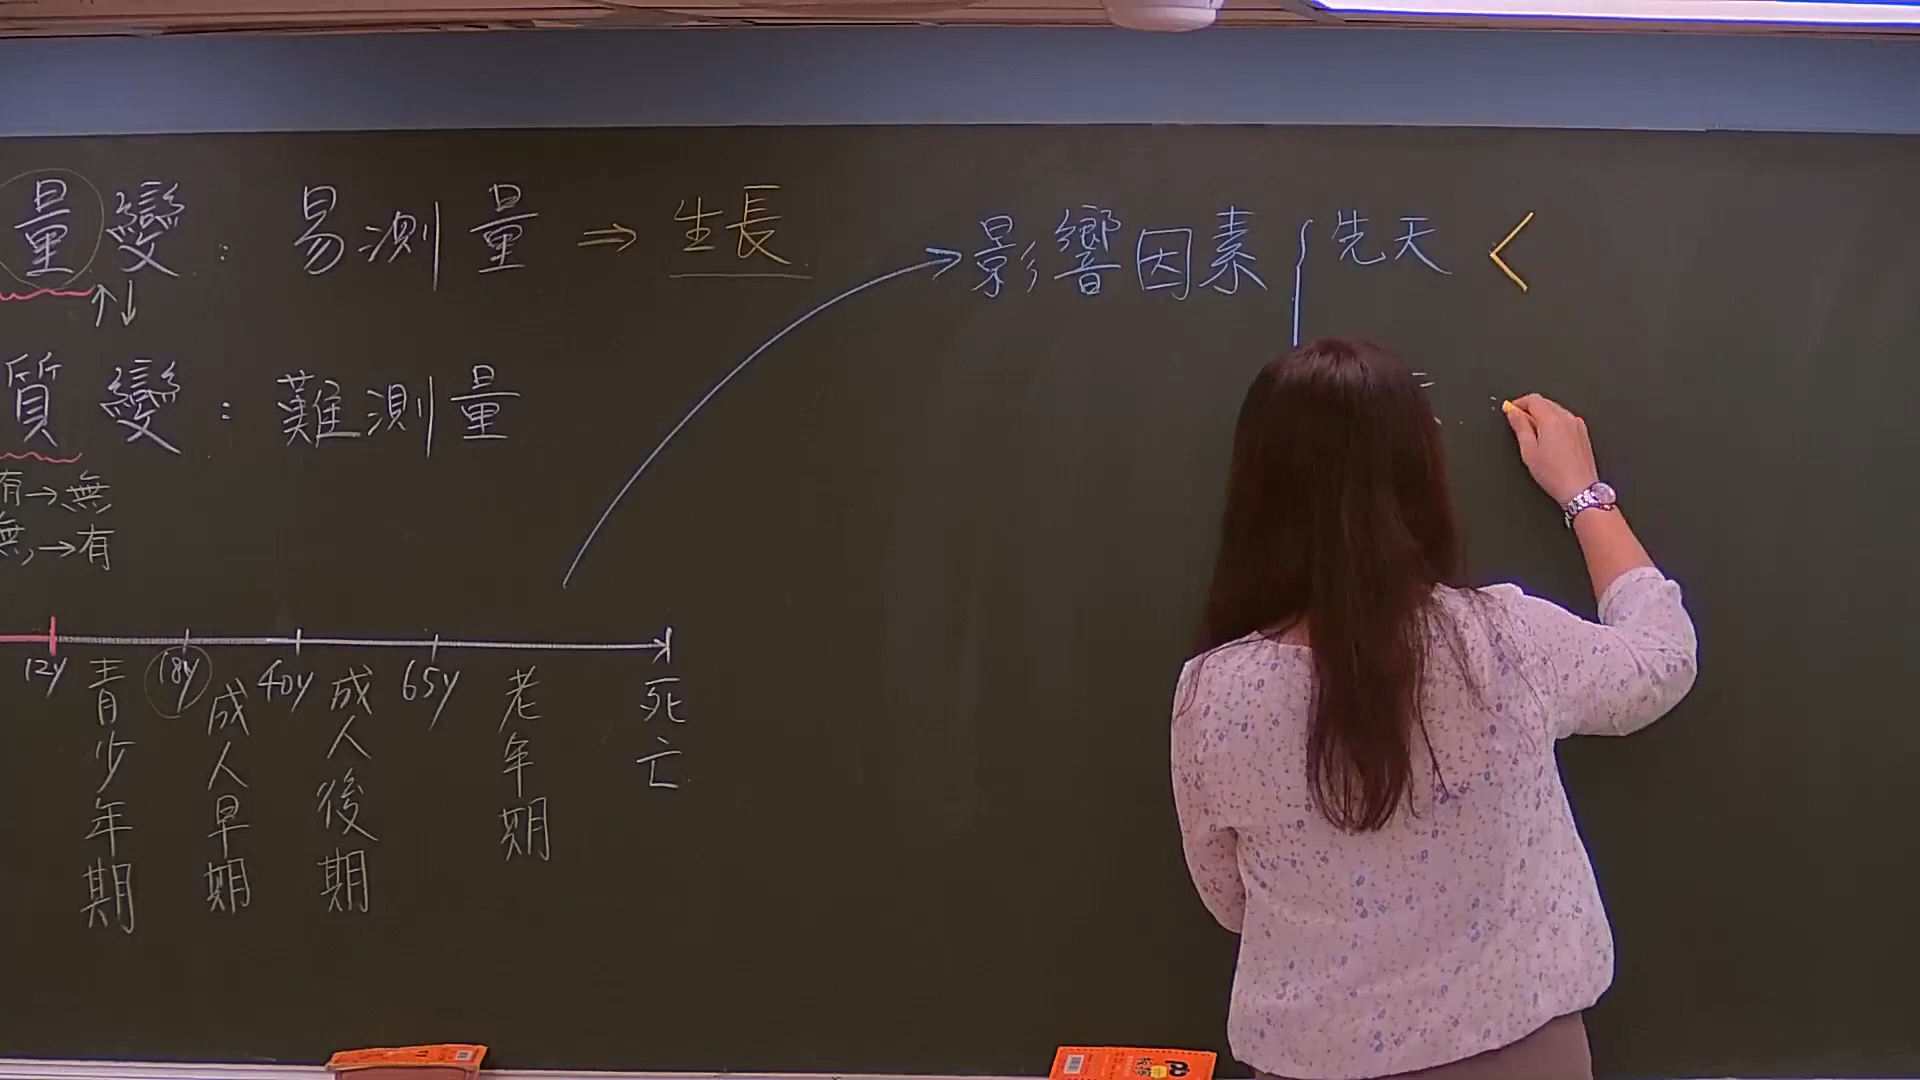 量變：易測量⇒生長
↑↓
質變：難測量
有→無
無→有
影響因素｛先天＜
12y 18y 40y 65y
青少年期
成人早期
成人後期
老年期
死亡